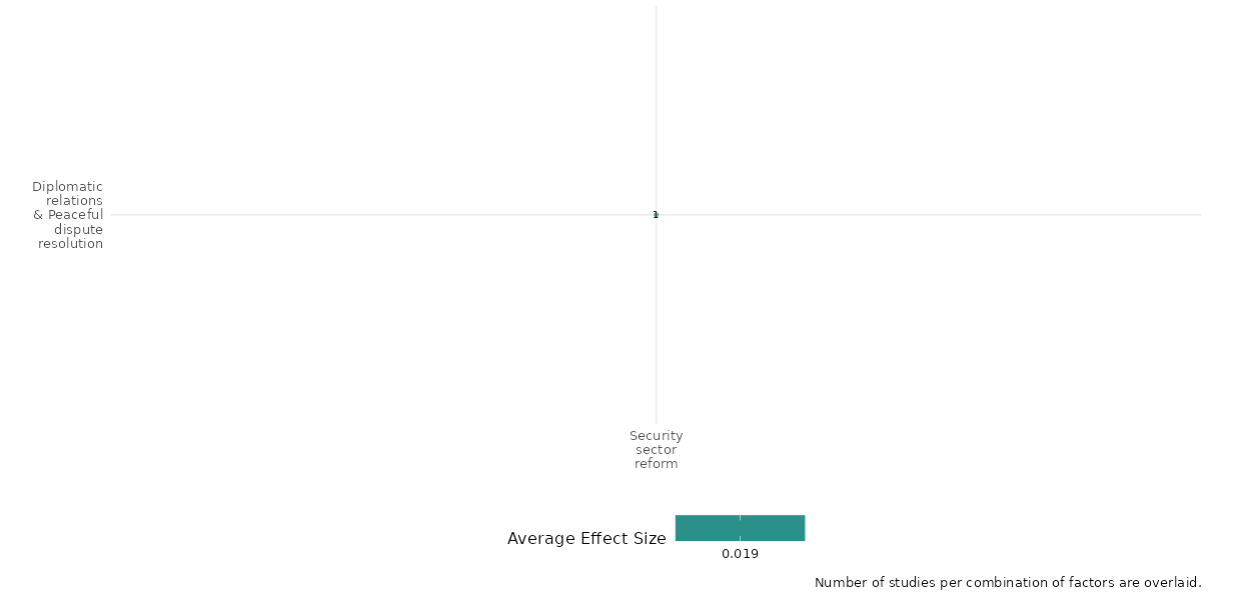 Diplomatic
relations
& Peaceful
dispute
resolution
Security
sector
reform
Average Effect Size
0.019
Number of studies per combination of factors are overlaid.